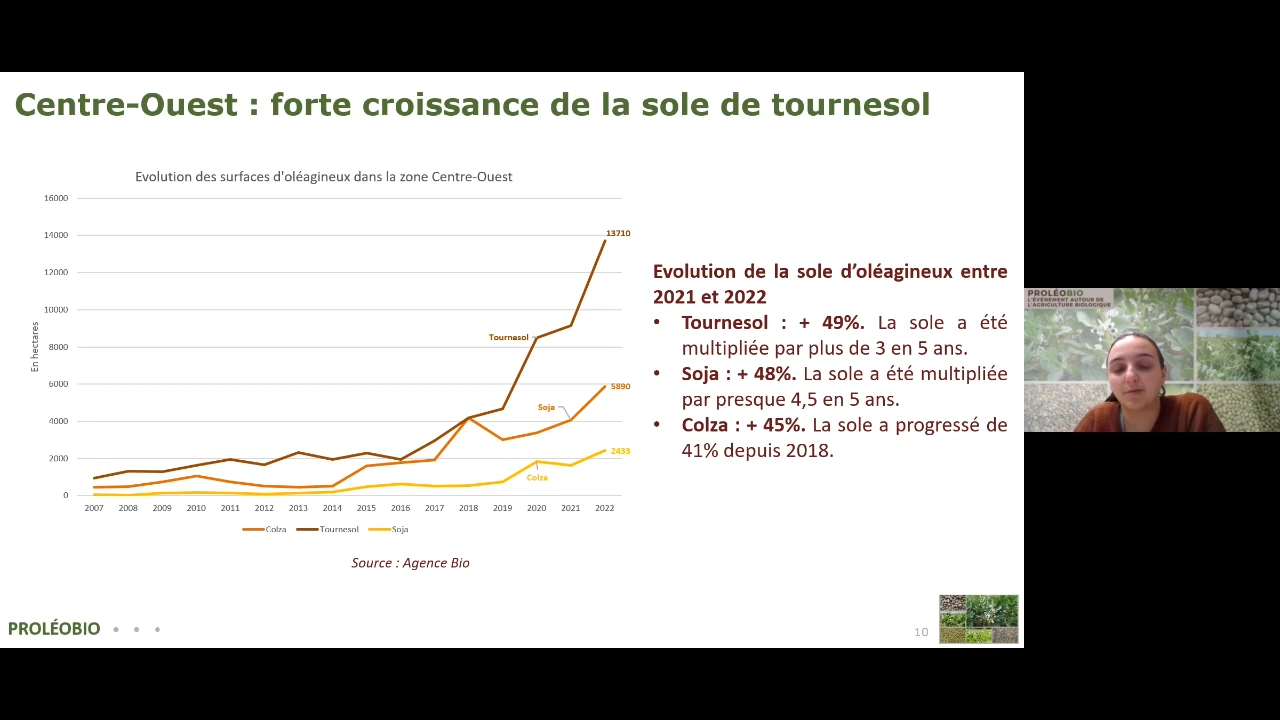 Centre-Ouest : forte croissance de la sole de tournesol
Evolution des surfaces d'oléagineux dans la zone Centre-Ouest
En hectares
16000
14000
12000
10000
8000
6000
4000
2000
0
13710
Tournesol
5890
Soja
2433
Colza
2007 2008 2009 2010 2011 2012 2013 2014 2015 2016 2017 2018 2019 2020 2021 2022
Colza Tournesol Soja
Source : Agence Bio
Evolution de la sole d’oléagineux entre
2021 et 2022
• Tournesol : + 49%. La sole a été
multipliée par plus de 3 en 5 ans.
• Soja : + 48%. La sole a été multipliée
par presque 4,5 en 5 ans.
• Colza : + 45%. La sole a progressé de
41% depuis 2018.
PROLÉOBIO
10
PROLÉOBIO
L'ÉVÉNEMENT AUTOUR DE
L'AGRICULTURE BIOLOGIQUE